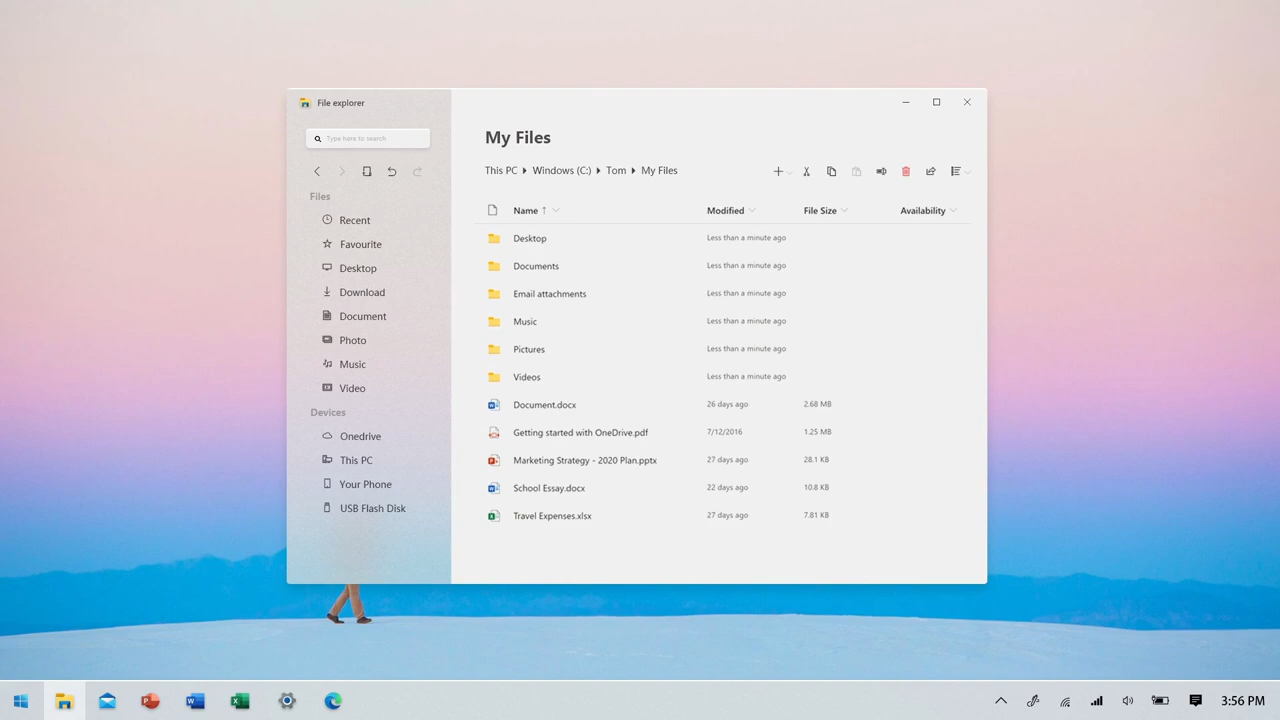 File explorer
Type here to search
Files
Recent
Favourite
Desktop
Download
Document
Photo
Music
Video
Devices
Onedrive
This PC
Your Phone
USB Flash Disk
My Files
This PC Windows (C:) Tom My Files
Name Modified File Size Availability
Desktop Less than a minute ago
Documents Less than a minute ago
Email attachments Less than a minute ago
Music Less than a minute ago
Pictures Less than a minute ago
Videos Less than a minute ago
Document.docx 26 days ago 2.68 MB
Getting started with OneDrive.pdf 7/12/2016 1.25 MB
Marketing Strategy - 2020 Plan.pptx 27 days ago 28.1 KB
School Essay.docx 22 days ago 10.8 KB
Travel Expenses.xlsx 27 days ago 7.81 KB
3:56 PM